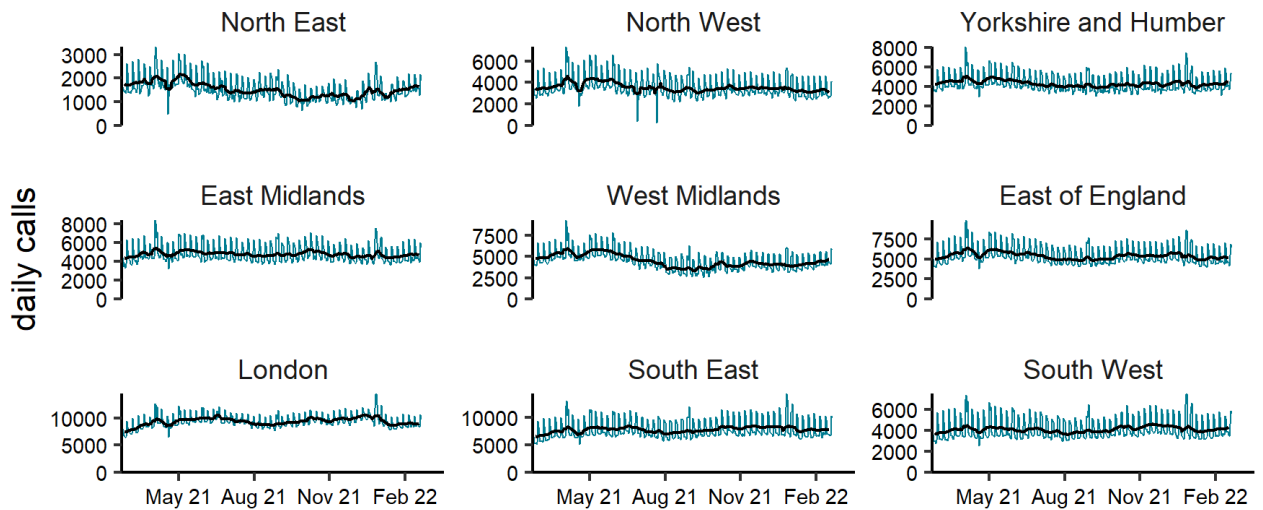 North East
North West
Yorkshire and Humber
3000
2000
1000
0
6000
4000
2000
0
8000
6000
4000
2000
0
daily calls
East Midlands
West Midlands
East of England
8000
6000
4000
2000
0
7500
5000
2500
0
7500
5000
2500
0
London
South East
South West
10000
5000
0
10000
5000
0
6000
4000
2000
0
May 21 Aug 21 Nov 21 Feb 22
May 21 Aug 21 Nov 21 Feb 22
May 21 Aug 21 Nov 21 Feb 22